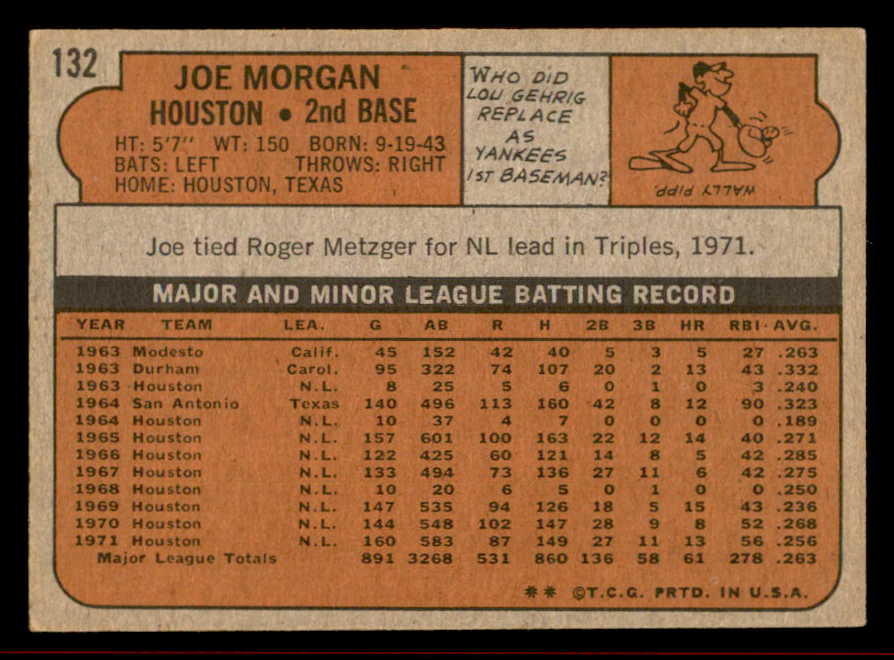 132
JOE MORGAN
HOUSTON • 2nd BASE
HT: 5'7" WT: 150 BORN: 9-19-43
BATS: LEFT THROWS: RIGHT
HOME: HOUSTON, TEXAS
WHO DID
LOU GEHRIG
REPLACE
AS
YANKEES
1ST BASEMAN?
WALLY PIPP.
Joe tied Roger Metzger for NL lead in Triples, 1971.
MAJOR AND MINOR LEAGUE BATTING RECORD
YEAR TEAM LEA. G AB R H 2B 3B HR RBI AVG.
1963 Modesto Calif. 45 152 42 40 5 3 5 27 .263
1963 Durham Carol. 95 322 74 107 20 2 13 43 .332
1963 Houston N.L. 8 25 5 6 0 1 0 3 .240
1964 San Antonio Texas 140 496 113 160 42 8 12 90 .323
1964 Houston N.L. 10 37 4 7 0 0 0 0 .189
1965 Houston N.L. 157 601 100 163 22 12 14 40 .271
1966 Houston N.L. 122 425 60 121 14 8 5 42 .285
1967 Houston N.L. 133 494 73 136 27 11 6 42 .275
1968 Houston N.L. 10 20 6 5 0 1 0 0 .250
1969 Houston N.L. 147 535 94 126 18 5 15 43 .236
1970 Houston N.L. 144 548 102 147 28 9 8 52 .268
1971 Houston N.L. 160 583 87 149 27 11 13 56 .256
Major League Totals 891 3268 531 860 136 58 61 278 .263
** ©T.C.G. PRTD. IN U.S.A.